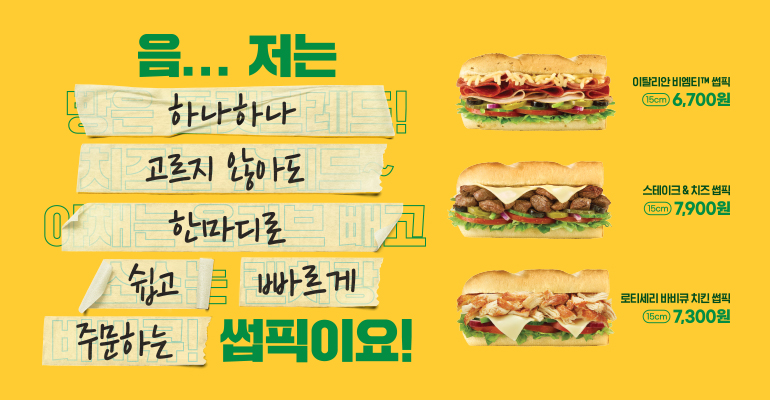 음... 저는
하나하나
고르지 않아도
한마디로
쉽고 빠르게
주문하는 썹픽이요!
이탈리안 비엠티™ 썹픽
15cm 6,700원
스테이크 & 치즈 썹픽
15cm 7,900원
로티세리 바비큐 치킨 썹픽
15cm 7,300원